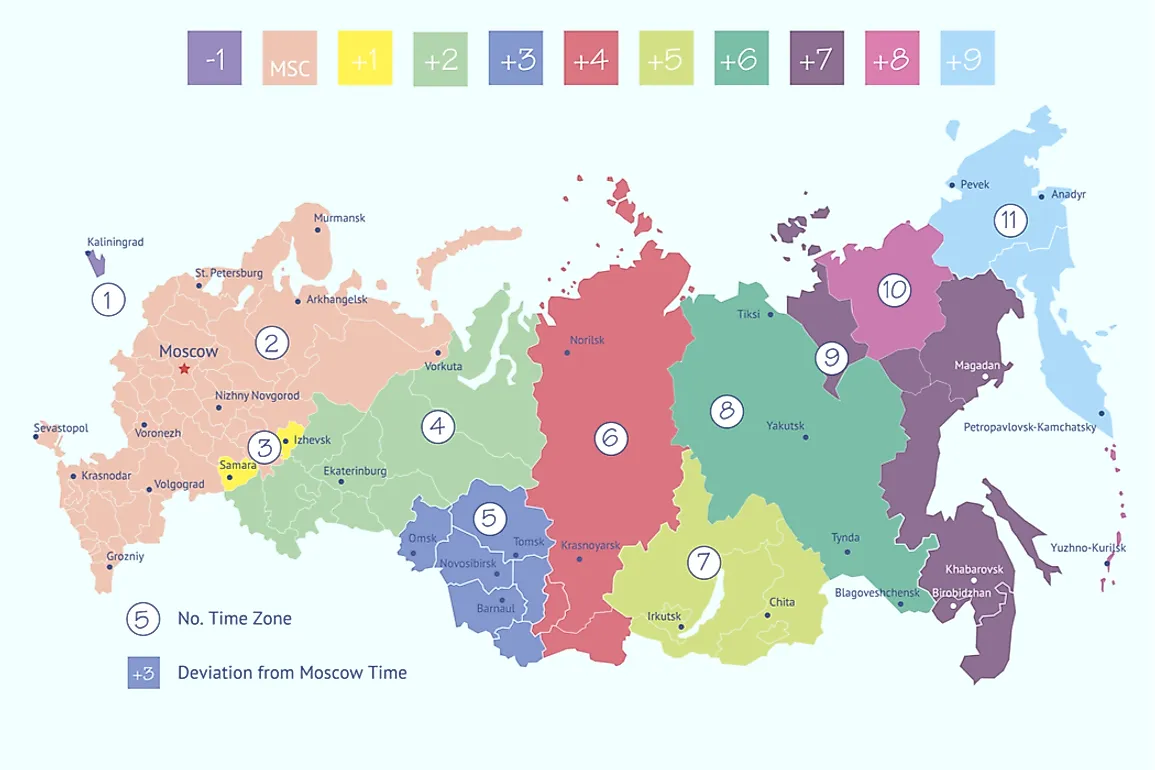 -1
MSC
+1
+2
+3
+4
+5
+6
+7
+8
+9
Pevek
Anadyr
Murmansk
11
Kaliningrad
St. Petersburg
10
1
Arkhangelsk
Tiksi
2
Norilsk
Moscow
9
Vorkuta
Magadan
Nizhny Novgorod
8
4
Sevastopol
Voronezh
3
Izhevsk
6
Yakutsk
Petropavlovsk-Kamchatsky
Samara
Ekaterinburg
Krasnodar
Volgograd
5
Omsk
Tomsk
Krasnoyarsk
Tynda
Yuzhno-Kurilsk
Grozniy
Novosibirsk
7
Khabarovsk
Blagoveshchensk
Birobidzhan
Barnaul
Irkutsk
Chita
5 No. Time Zone
+3 Deviation from Moscow Time